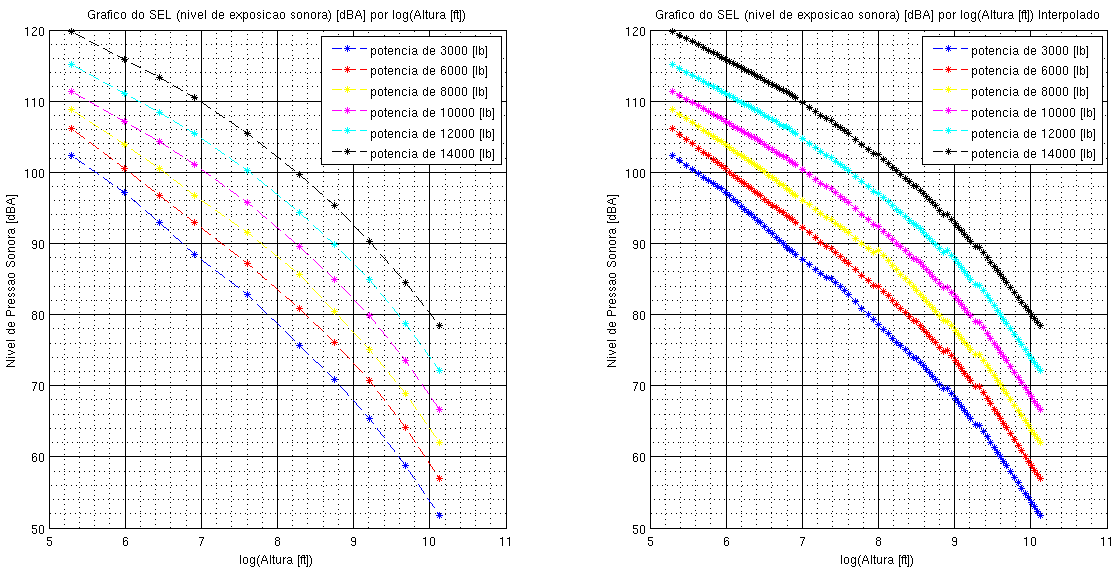 Grafico do SEL (nivel de exposicao sonora) [dBA] por log(Altura [ft])
120
110
100
90
80
70
60
50
Nivel de Pressao Sonora [dBA]
potencia de 3000 [lb]
potencia de 6000 [lb]
potencia de 8000 [lb]
potencia de 10000 [lb]
potencia de 12000 [lb]
potencia de 14000 [lb]
5 6 7 8 9 10 11
log(Altura [ft])
Grafico do SEL (nivel de exposicao sonora) [dBA] por log(Altura [ft]) Interpolado
120
110
100
90
80
70
60
50
Nivel de Pressao Sonora [dBA]
potencia de 3000 [lb]
potencia de 6000 [lb]
potencia de 8000 [lb]
potencia de 10000 [lb]
potencia de 12000 [lb]
potencia de 14000 [lb]
5 6 7 8 9 10 11
log(Altura [ft])